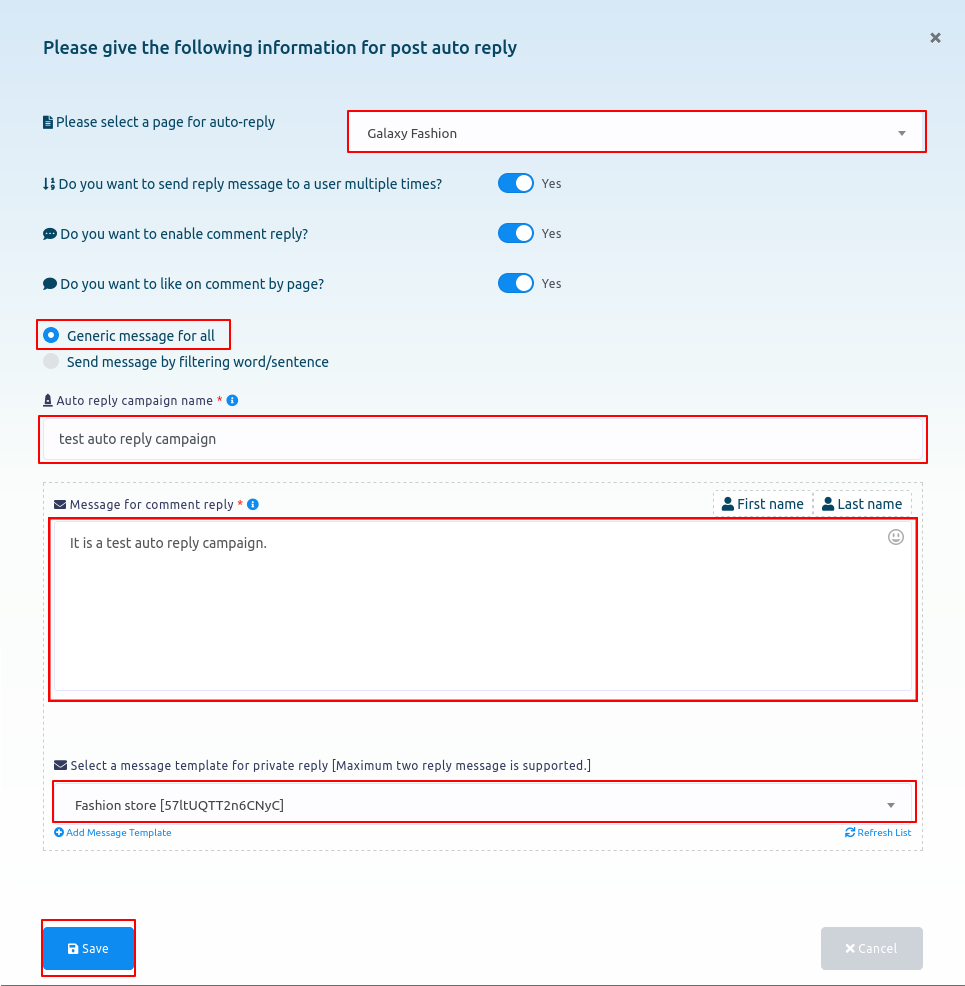 Please give the following information for post auto reply
Please select a page for auto-reply
Galaxy Fashion
Do you want to send reply message to a user multiple times?
Yes
Do you want to enable comment reply?
Yes
Do you want to like on comment by page?
Yes
Generic message for all
Send message by filtering word/sentence
Auto reply campaign name *
test auto reply campaign
Message for comment reply *
First name
Last name
It is a test auto reply campaign.
Select a message template for private reply [Maximum two reply message is supported.]
Fashion store [57ltUQTT2n6CNyC]
Add Message Template
Refresh List
Save
Cancel